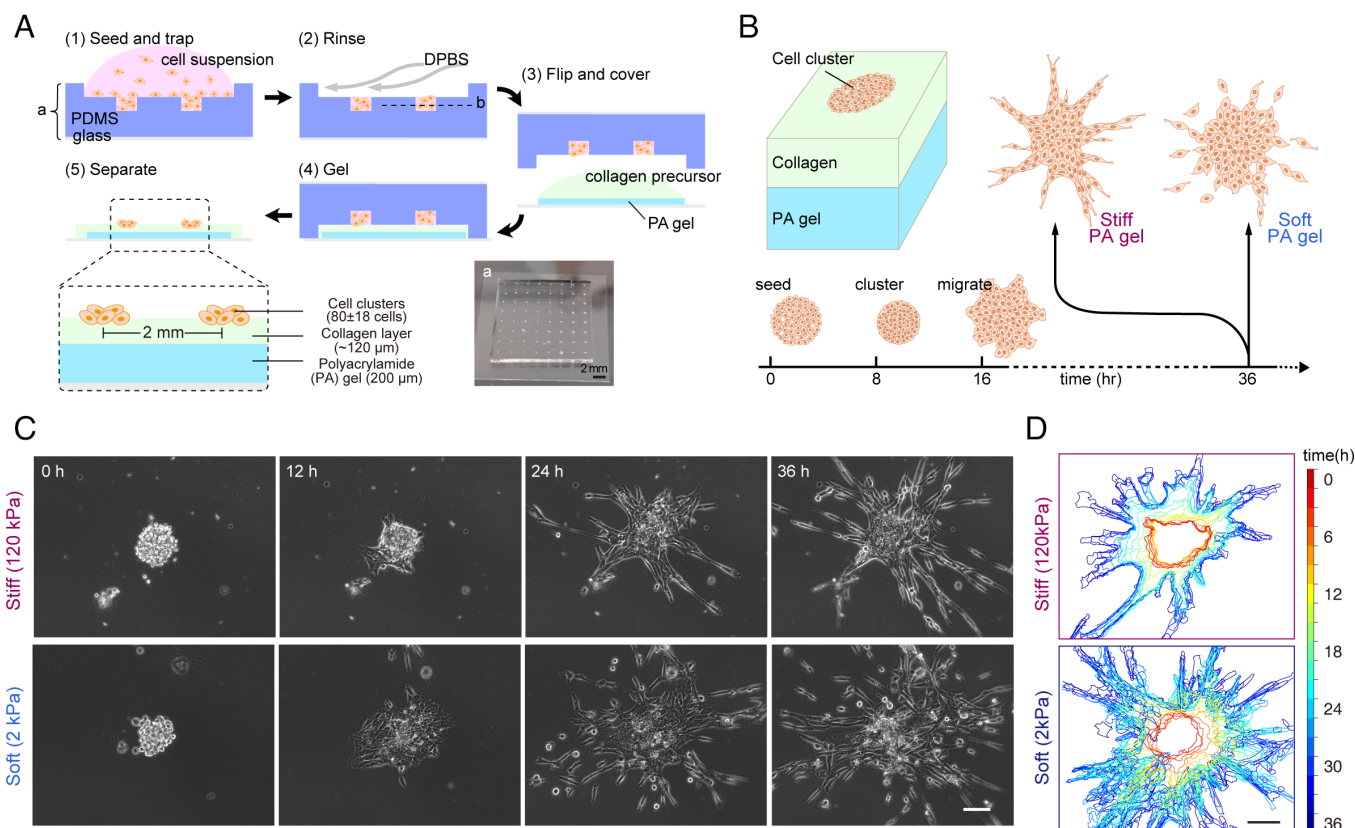 A
(1) Seed and trap
cell suspension
a
PDMS
glass
(2) Rinse
DPBS
b
(3) Flip and cover
collagen precursor
PA gel
(4) Gel
(5) Separate
2 mm
Cell clusters
(80±18 cells)
Collagen layer
(~120 µm)
Polyacrylamide
(PA) gel (200 µm)
a
2 mm
B
Cell cluster
Collagen
PA gel
Stiff
PA gel
Soft
PA gel
seed
cluster
migrate
0
8
16
time (hr)
36
C
0 h
12 h
24 h
36 h
Stiff (120 kPa)
Soft (2 kPa)
D
time(h)
Stiff (120kPa)
Soft (2kPa)
0
6
12
18
24
30
36